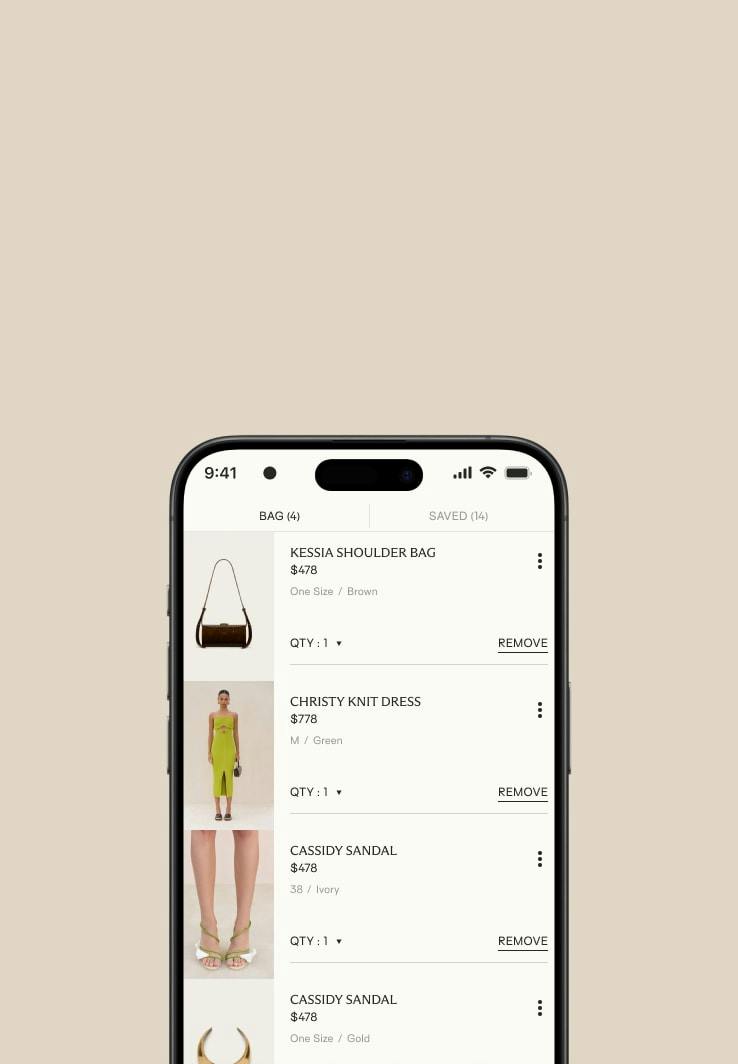 9:41
BAG (4)
SAVED (14)
KESSIA SHOULDER BAG
$478
One Size / Brown
QTY : 1 ▼
REMOVE
CHRISTY KNIT DRESS
$778
M / Green
QTY : 1 ▼
REMOVE
CASSIDY SANDAL
$478
38 / Ivory
QTY : 1 ▼
REMOVE
CASSIDY SANDAL
$478
One Size / Gold